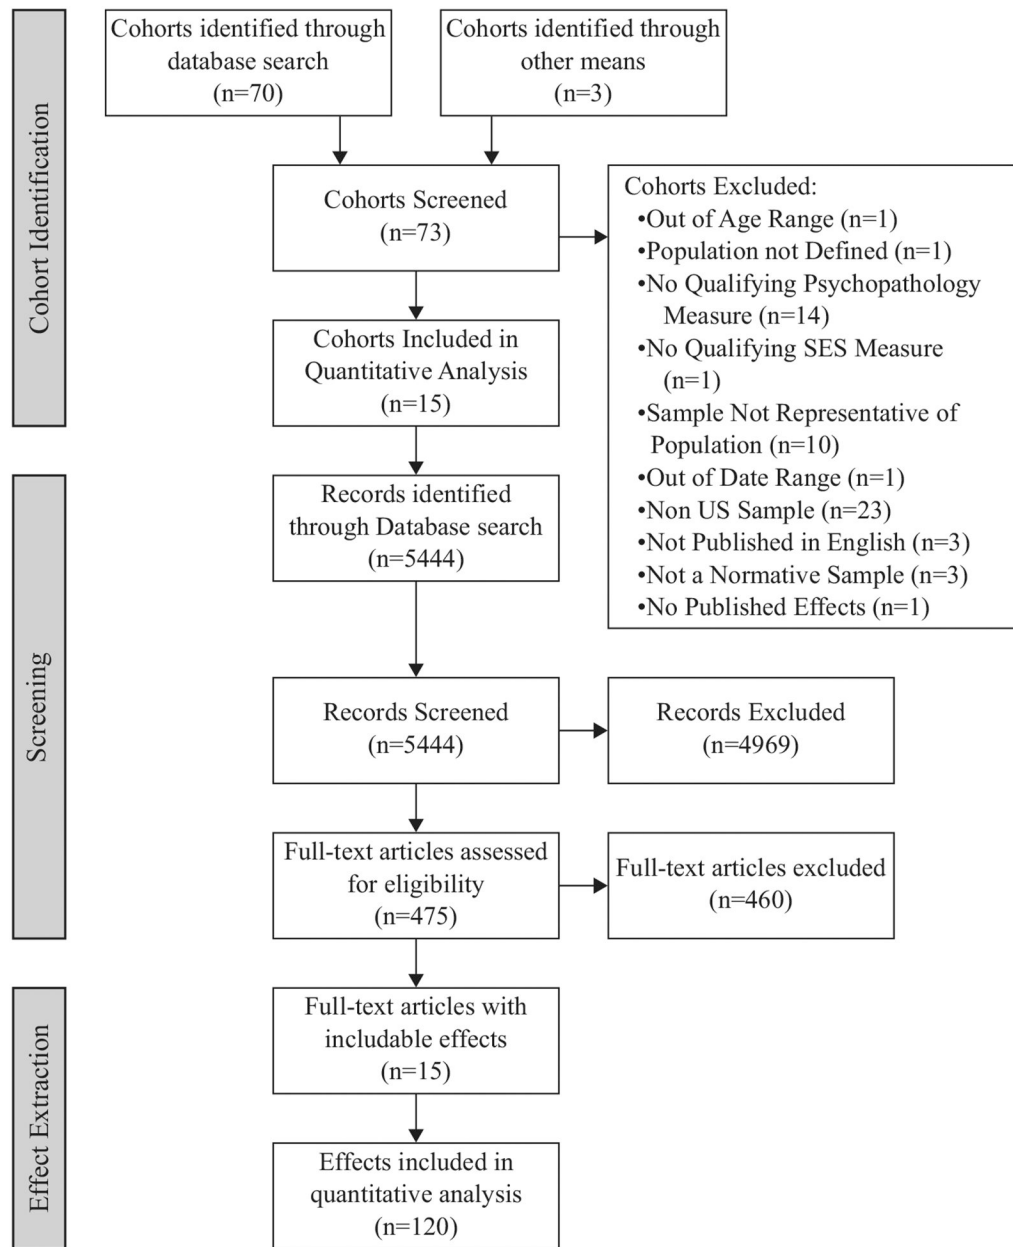 Cohort Identification
Cohorts identified through
database search
(n=70)
Cohorts identified through
other means
(n=3)
Cohorts Screened
(n=73)
Cohorts Excluded:
•Out of Age Range (n=1)
•Population not Defined (n=1)
•No Qualifying Psychopathology
Measure (n=14)
•No Qualifying SES Measure
(n=1)
•Sample Not Representative of
Population (n=10)
•Out of Date Range (n=1)
•Non US Sample (n=23)
•Not Published in English (n=3)
•Not a Normative Sample (n=3)
•No Published Effects (n=1)
Cohorts Included in
Quantitative Analysis
(n=15)
Screening
Records identified
through Database search
(n=5444)
Records Screened
(n=5444)
Records Excluded
(n=4969)
Full-text articles assessed
for eligibility
(n=475)
Full-text articles excluded
(n=460)
Effect Extraction
Full-text articles with
includable effects
(n=15)
Effects included in
quantitative analysis
(n=120)